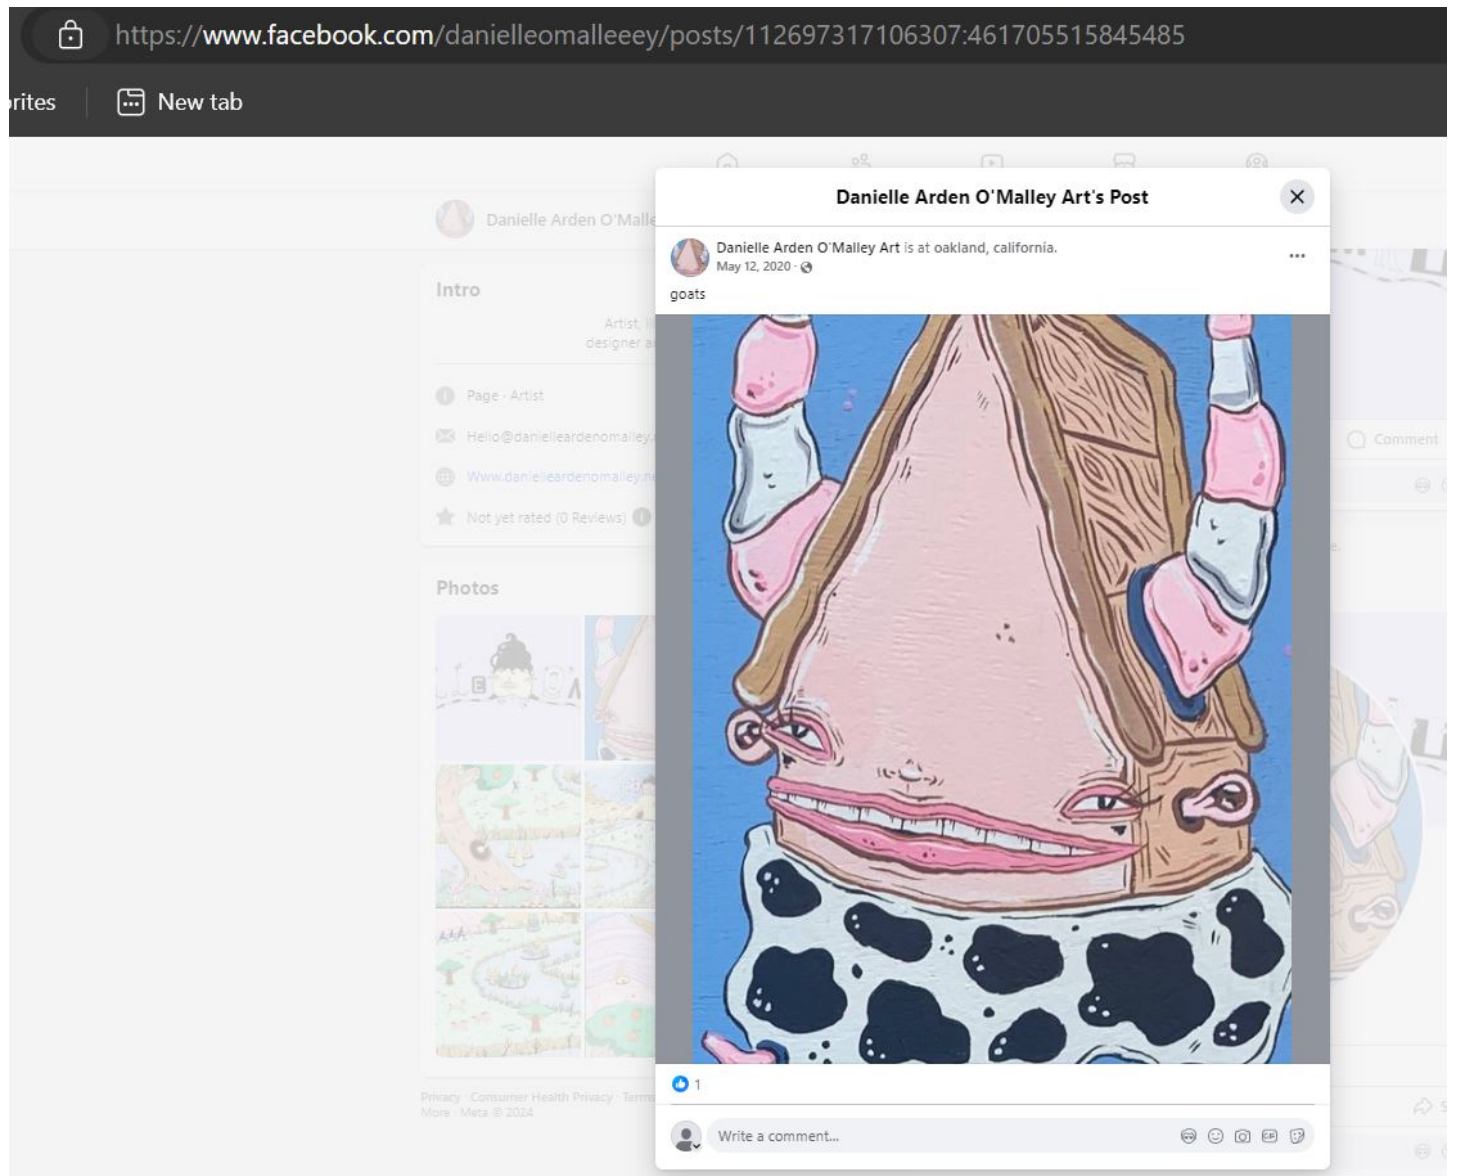 https://www.facebook.com/danielleomalleeey/posts/112697317106307:461705515845485
rites
New tab
Danielle Arden O'Malle
Intro
Artist,
designer
Page · Artist
Hello@danielleardenomalley.
Www.danielleardenomalley.ne
Not yet rated (0 Reviews)
Photos
Privacy · Consumer Health Privacy · Terms
More · Meta © 2024
Danielle Arden O'Malley Art's Post
Danielle Arden O'Malley Art is at oakland, california.
May 12, 2020 ·
goats
1
Write a comment...
GIF
Comment